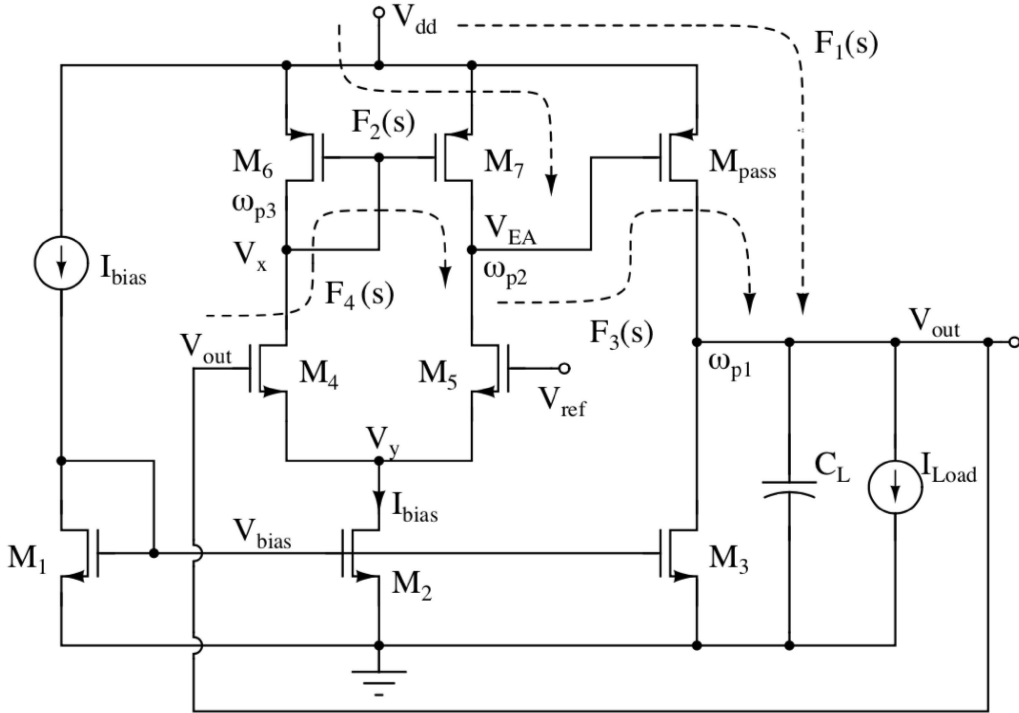 V_dd
F_1(s)
F_2(s)
M_6
M_7
M_pass
ω_p3
V_x
V_EA
ω_p2
I_bias
F_4(s)
F_3(s)
V_out
V_out
M_4
M_5
V_ref
ω_p1
V_y
C_L
I_Load
I_bias
V_bias
M_1
M_2
M_3